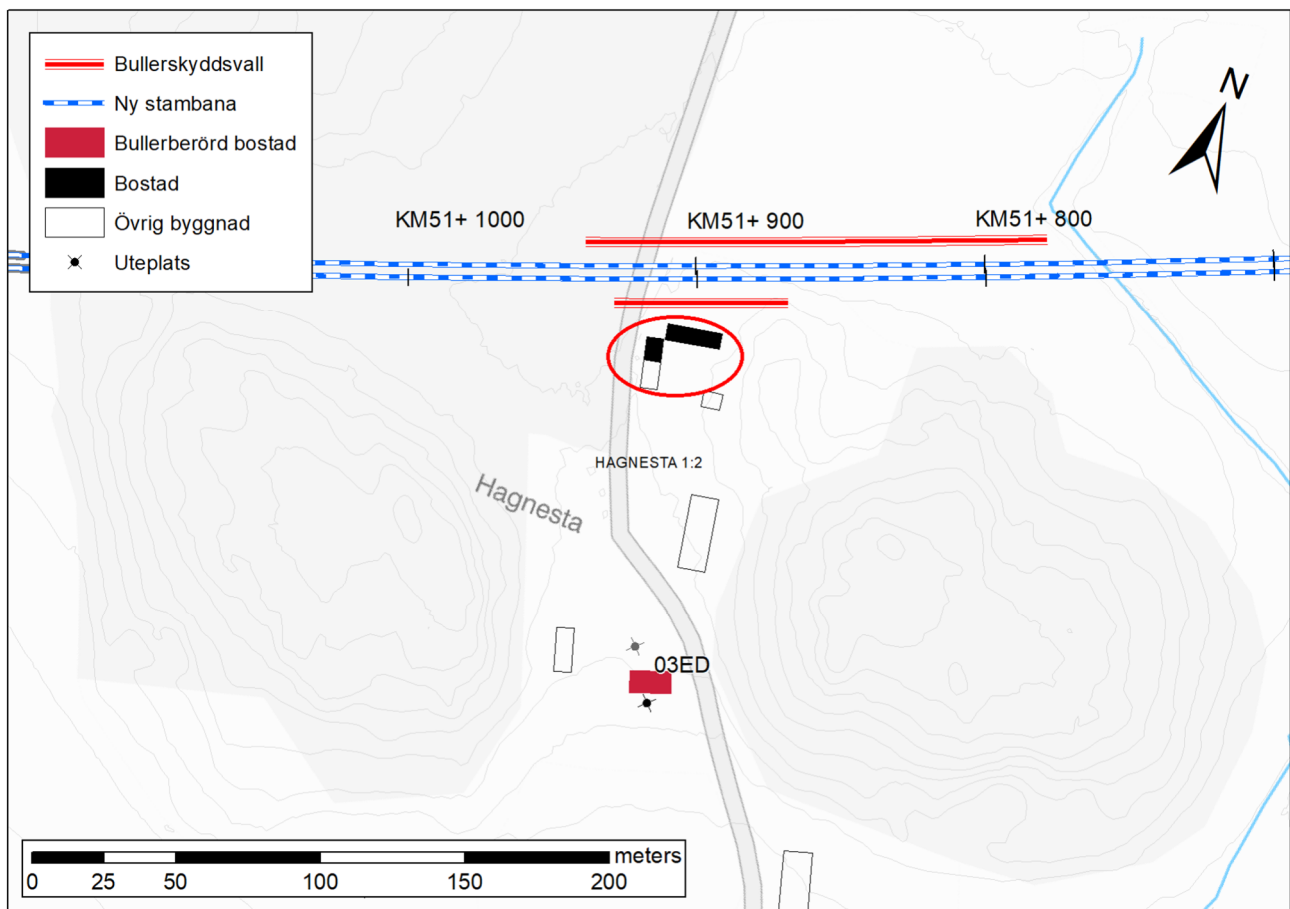 Bullerskyddsvall
Ny stambana
Bullerberörd bostad
Bostad
Övrig byggnad
Uteplats
N
KM51+ 1000
KM51+ 900
KM51+ 800
HAGNESTA 1:2
Hagnesta
03ED
meters
0 25 50 100 150 200